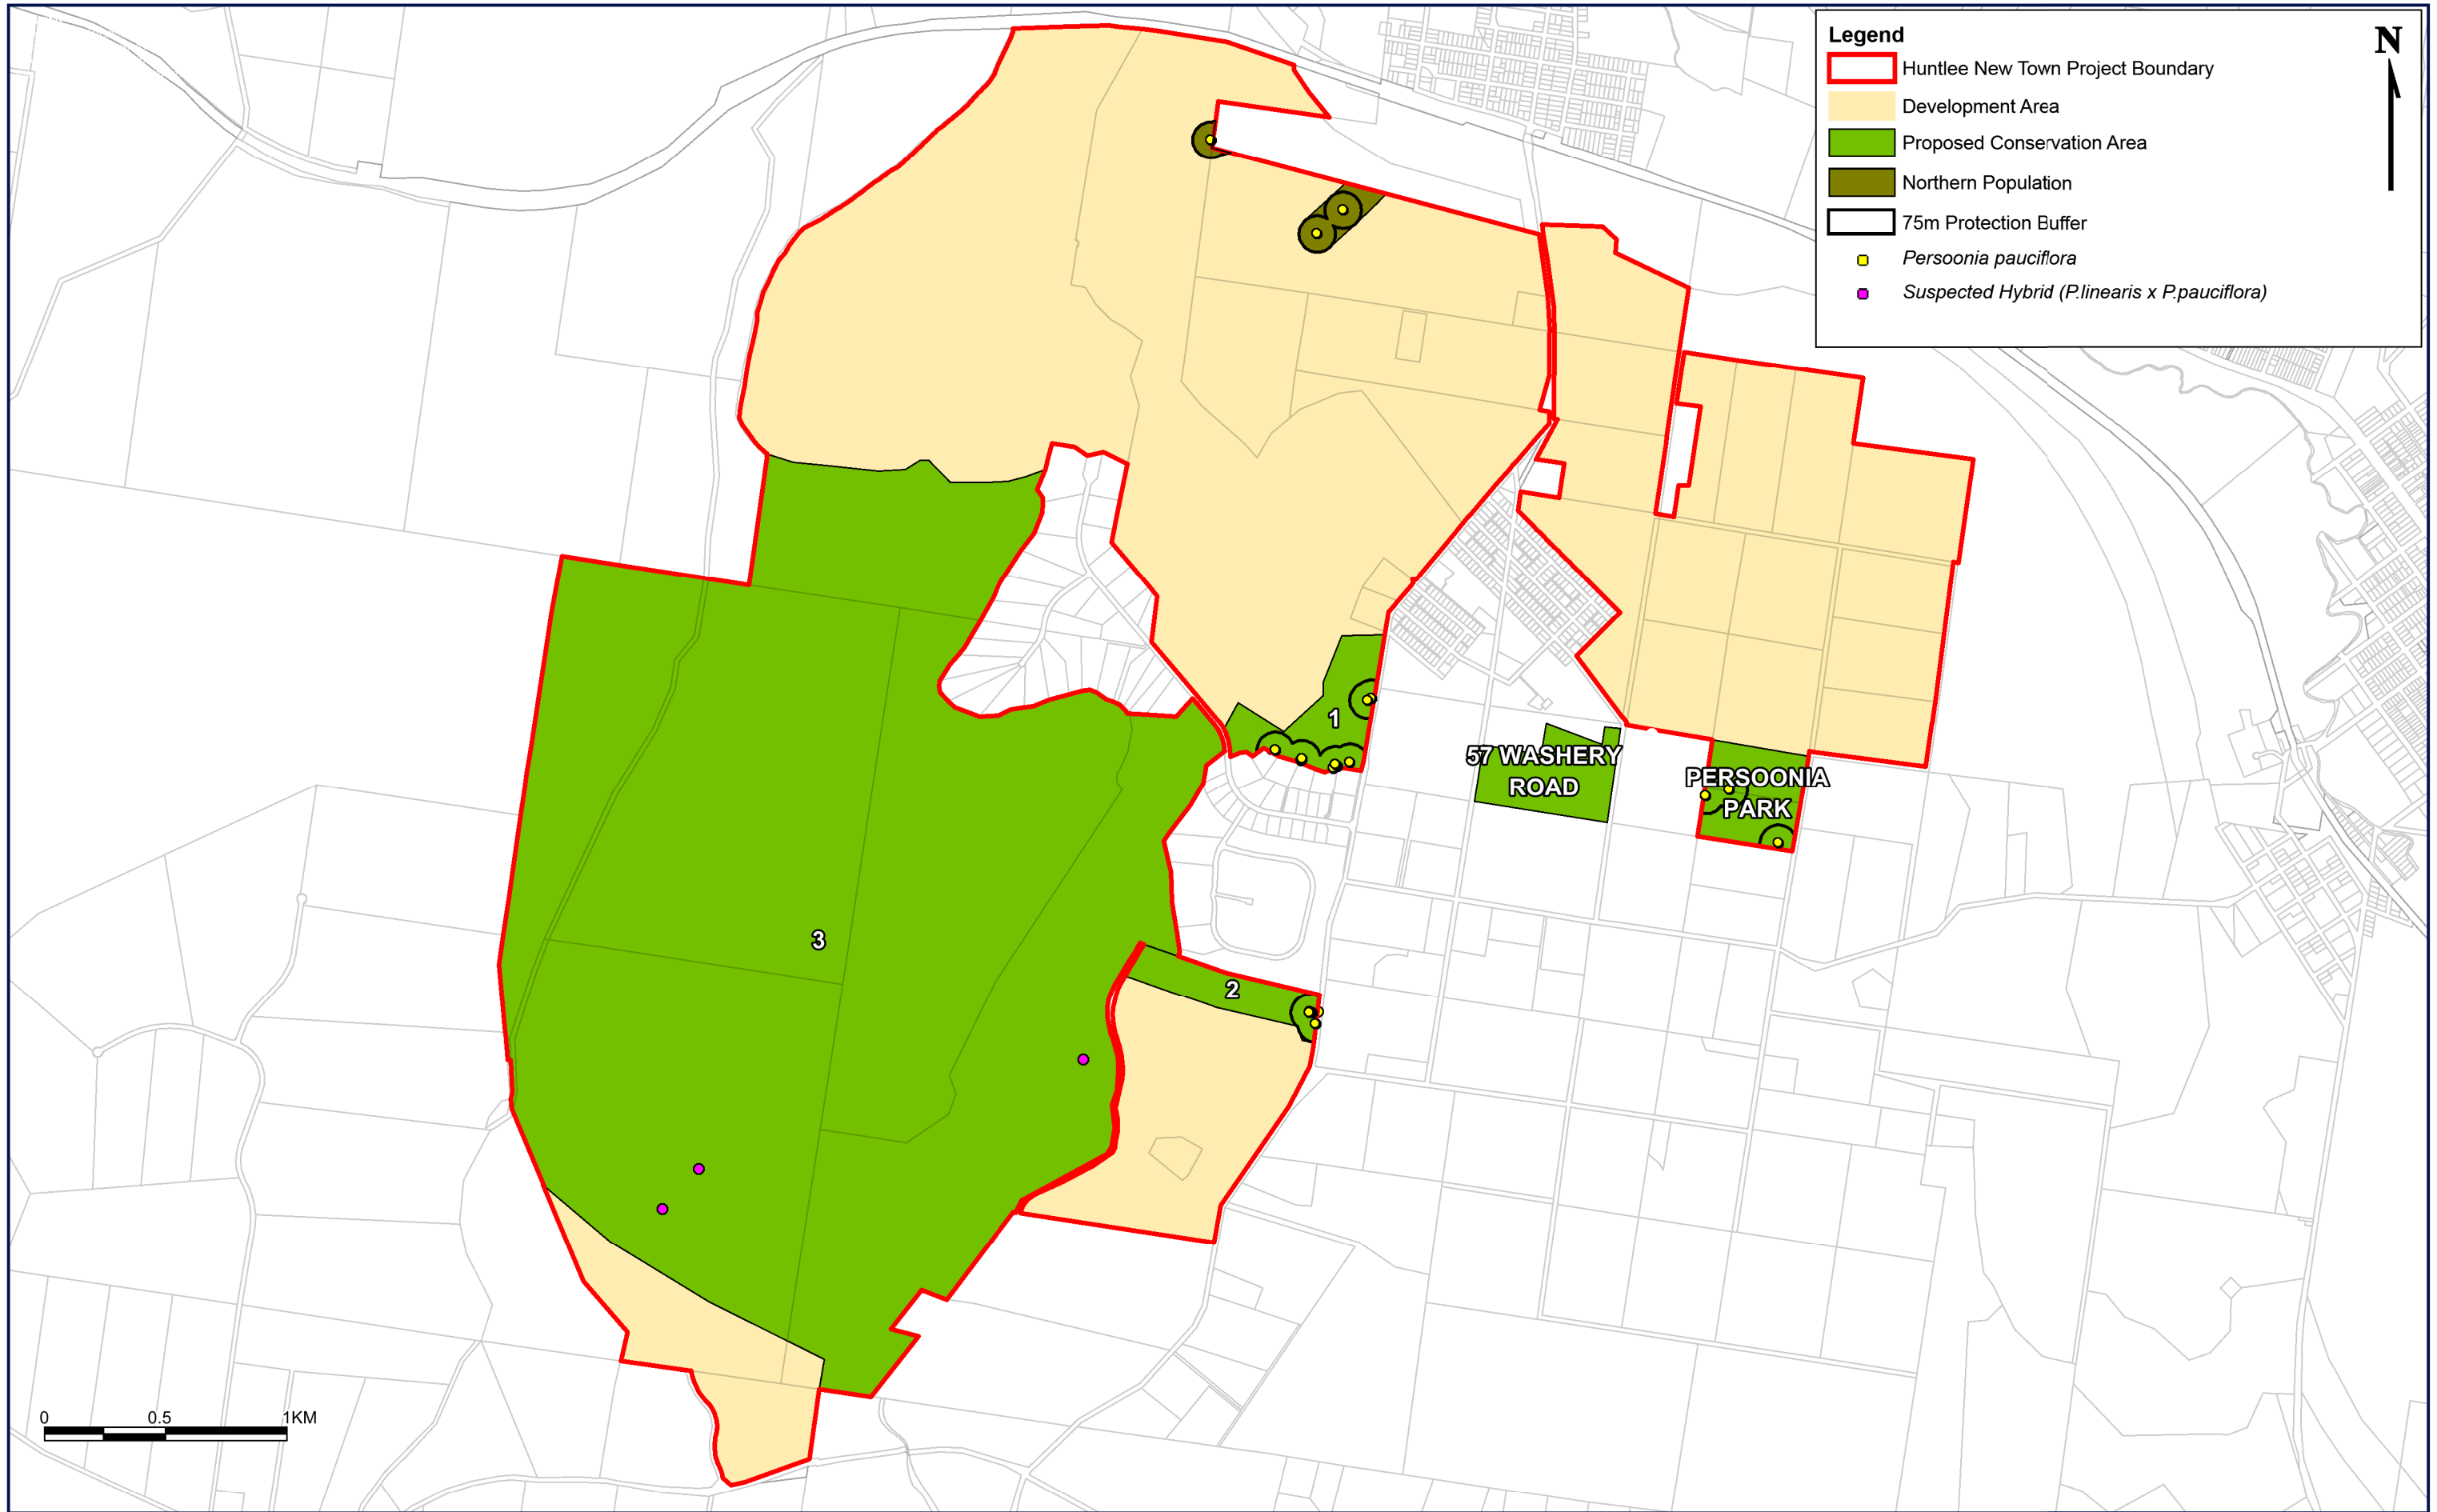 Legend
N
Huntlee New Town Project Boundary
Development Area
Proposed Conservation Area
Northern Population
75m Protection Buffer
Persoonia pauciflora
Suspected Hybrid (P.linearis x P.pauciflora)
1
57 WASHERY
ROAD
PERSOONIA
PARK
3
2
0 0.5 1KM